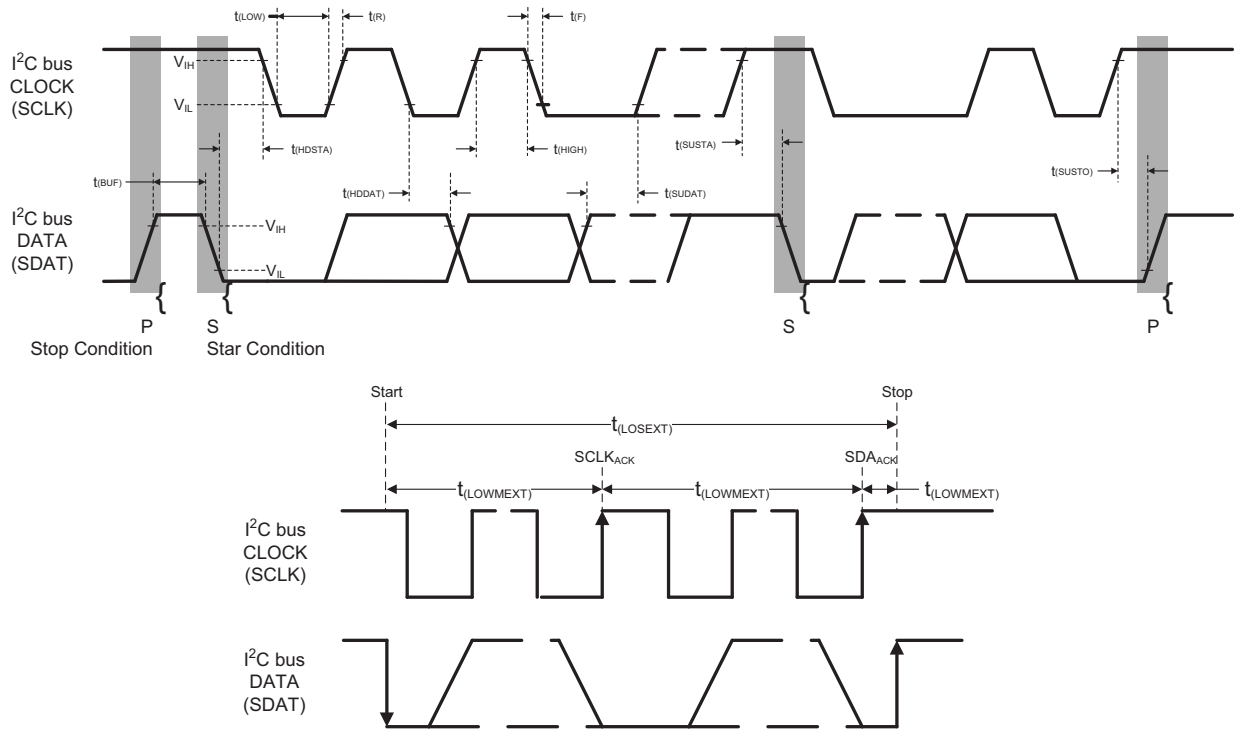 t(LOW) t(R) t(F)
I²C bus
CLOCK
(SCLK)
VIH
VIL
t(HDSTA) t(HIGH) t(SUSTA)
t(BUF) t(HDDAT) t(SUDAT) t(SUSTO)
I²C bus
DATA
(SDAT)
VIH
VIL
{ { { {
P S S P
Stop Condition Star Condition
Start Stop
t(LOSEXT)
SCLKACK SDAACK
t(LOWMEXT) t(LOWMEXT) t(LOWMEXT)
I²C bus
CLOCK
(SCLK)
I²C bus
DATA
(SDAT)